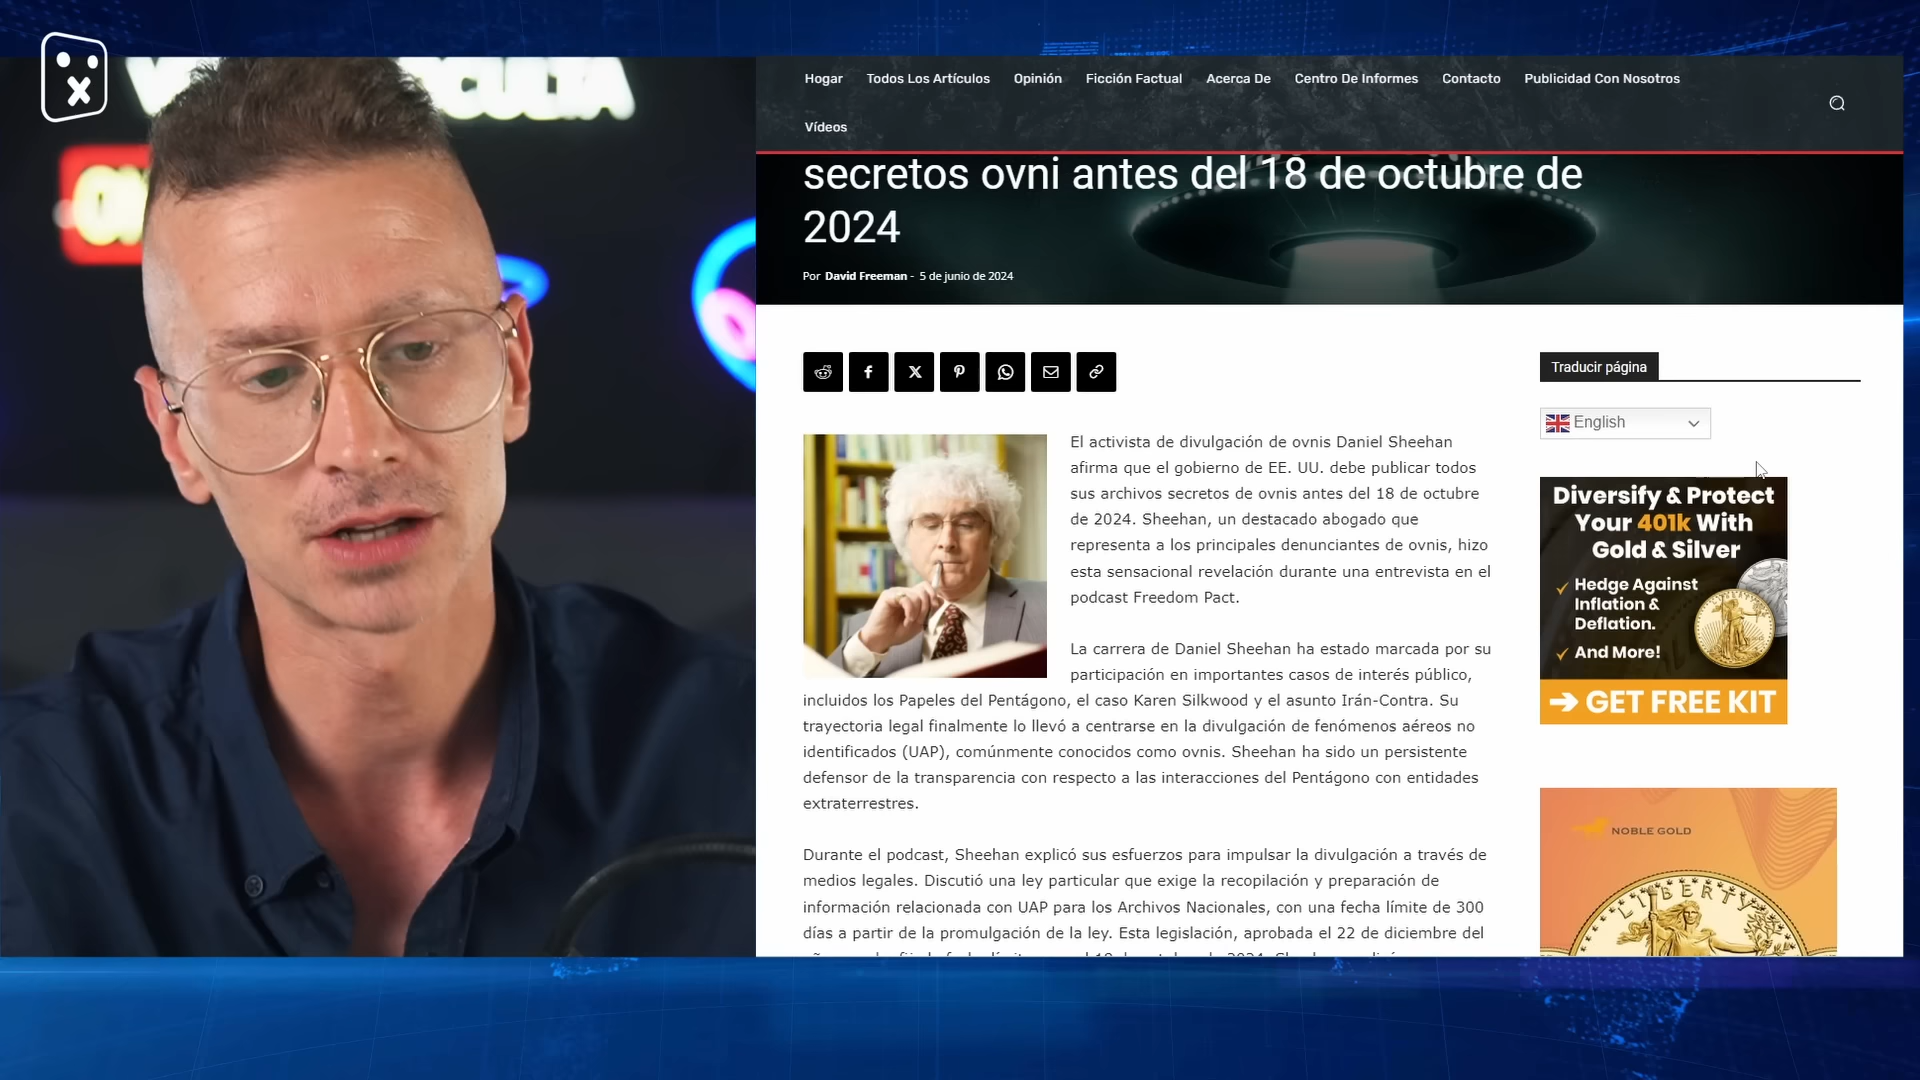 Hogar
Todos Los Artículos
Opinión
Ficción Factual
Acerca De
Centro De Informes
Contacto
Publicidad Con Nosotros
Vídeos
secretos ovni antes del 18 de octubre de
2024
Por David Freeman - 5 de junio de 2024
El activista de divulgación de ovnis Daniel Sheehan
afirma que el gobierno de EE. UU. debe publicar todos
sus archivos secretos de ovnis antes del 18 de octubre
de 2024. Sheehan, un destacado abogado que
representa a los principales denunciantes de ovnis, hizo
esta sensacional revelación durante una entrevista en el
podcast Freedom Pact.
La carrera de Daniel Sheehan ha estado marcada por su
participación en importantes casos de interés público,
incluidos los Papeles del Pentágono, el caso Karen Silkwood y el asunto Irán-Contra. Su
trayectoria legal finalmente lo llevó a centrarse en la divulgación de fenómenos aéreos no
identificados (UAP), comúnmente conocidos como ovnis. Sheehan ha sido un persistente
defensor de la transparencia con respecto a las interacciones del Pentágono con entidades
extraterrestres.
Durante el podcast, Sheehan explicó sus esfuerzos para impulsar la divulgación a través de
medios legales. Discutió una ley particular que exige la recopilación y preparación de
información relacionada con UAP para los Archivos Nacionales, con una fecha límite de 300
días a partir de la promulgación de la ley. Esta legislación, aprobada el 22 de diciembre del
Traducir página
English
Diversify & Protect
Your 401k With
Gold & Silver
Hedge Against
Inflation &
Deflation.
And More!
GET FREE KIT
NOBLE GOLD
LIBERTY